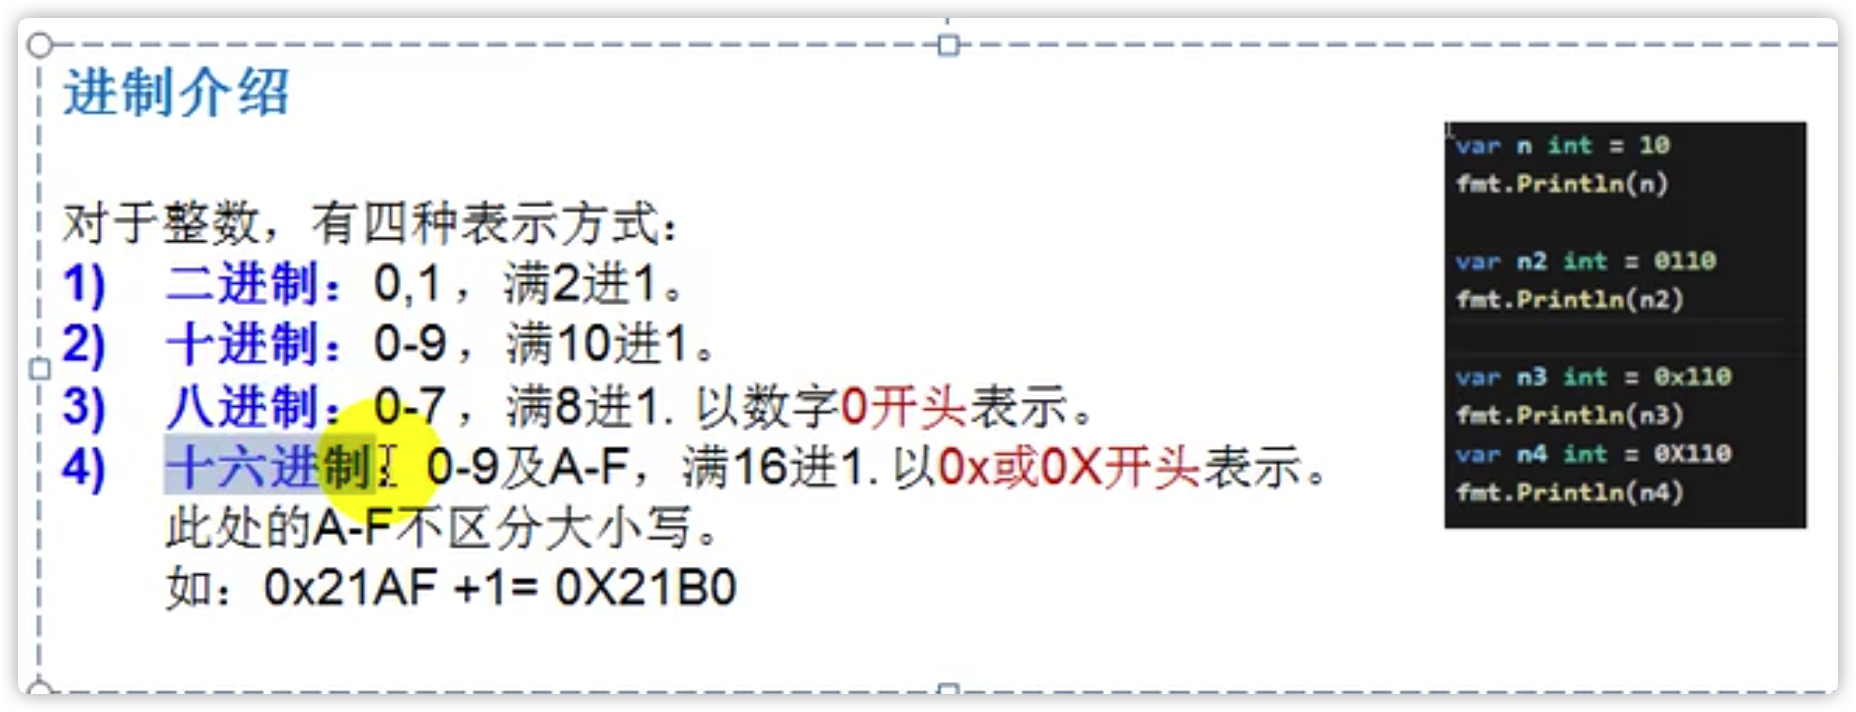 进制介绍
对于整数，有四种表示方式：
1) 二进制：0,1 ，满2进1。
2) 十进制：0-9 ，满10进1。
3) 八进制：0-7 ，满8进1. 以数字0开头表示。
4) 十六进制：0-9及A-F，满16进1. 以0x或0X开头表示。
此处的A-F不区分大小写。
如：0x21AF +1= 0X21B0
var n int = 10
fmt.Println(n)
var n2 int = 0110
fmt.Println(n2)
var n3 int = 0x110
fmt.Println(n3)
var n4 int = 0X110
fmt.Println(n4)